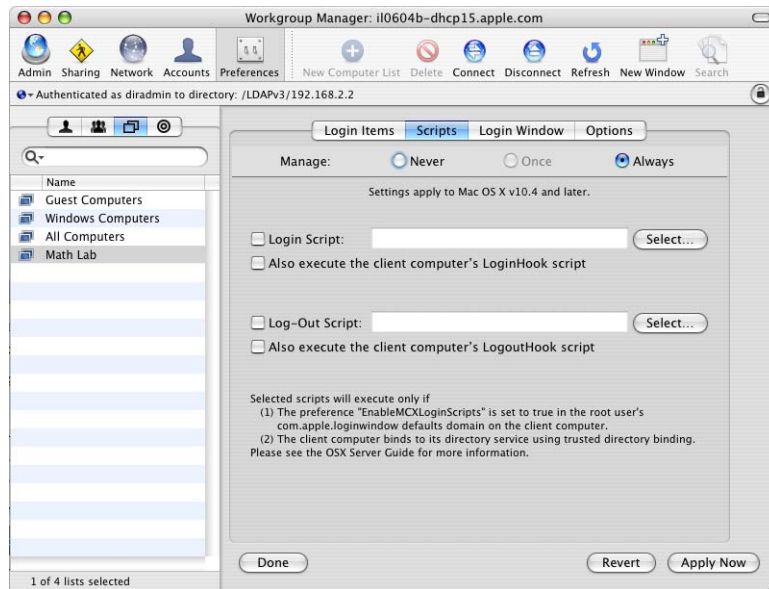 Workgroup Manager: il0604b-dhcp15.apple.com
Admin Sharing Network Accounts Preferences New Computer List Delete Connect Disconnect Refresh New Window Search
Authenticated as diradmin to directory: /LDAPv3/192.168.2.2
Login Items Scripts Login Window Options
Manage: Never Once Always
Settings apply to Mac OS X v10.4 and later.
Name
Guest Computers
Windows Computers
All Computers
Math Lab
Login Script: Select...
Also execute the client computer's LoginHook script
Log-Out Script: Select...
Also execute the client computer's LogoutHook script
Selected scripts will execute only if
(1) The preference "EnableMCXLoginScripts" is set to true in the root user's
com.apple.loginwindow defaults domain on the client computer.
(2) The client computer binds to its directory service using trusted directory binding.
Please see the OSX Server Guide for more information.
Done Revert Apply Now
1 of 4 lists selected